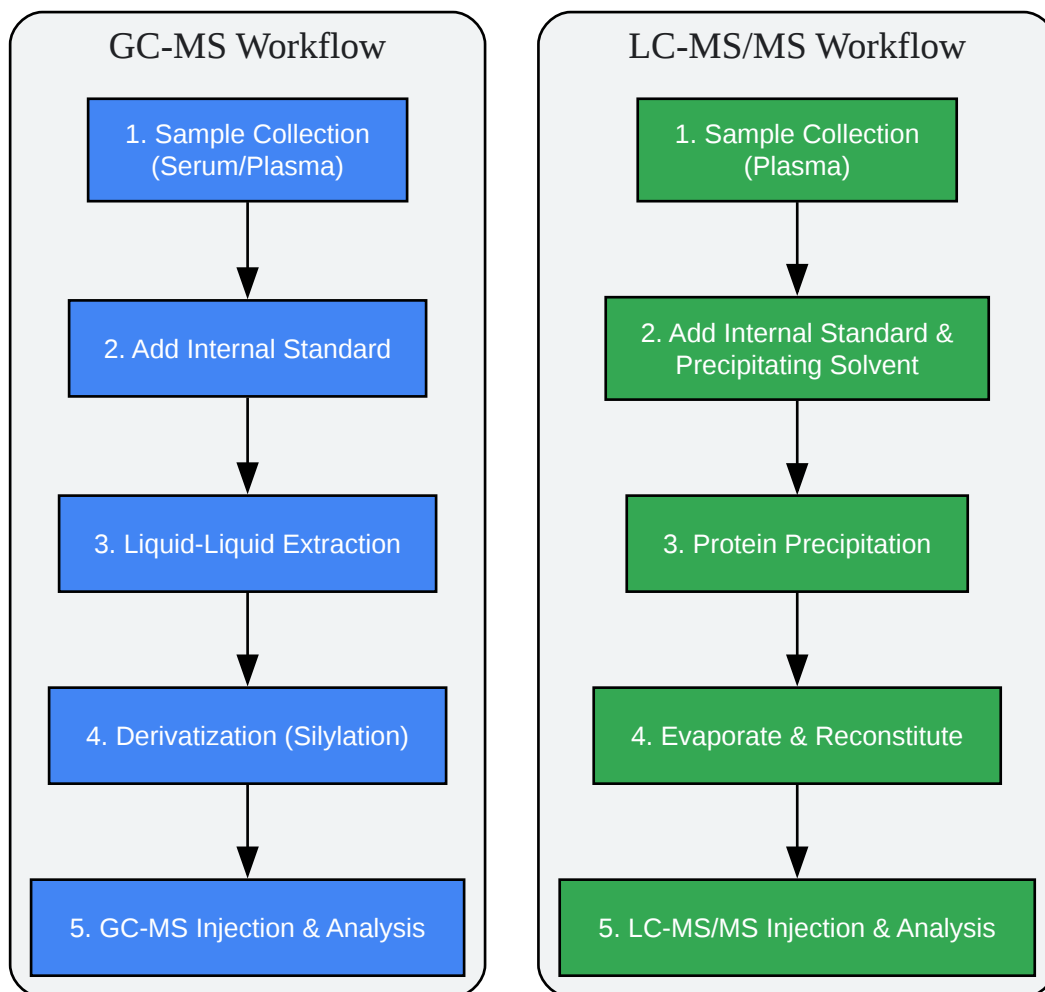 GC-MS Workflow
1. Sample Collection
(Serum/Plasma)
2. Add Internal Standard
3. Liquid-Liquid Extraction
4. Derivatization (Silylation)
5. GC-MS Injection & Analysis
LC-MS/MS Workflow
1. Sample Collection
(Plasma)
2. Add Internal Standard &
Precipitating Solvent
3. Protein Precipitation
4. Evaporate & Reconstitute
5. LC-MS/MS Injection & Analysis